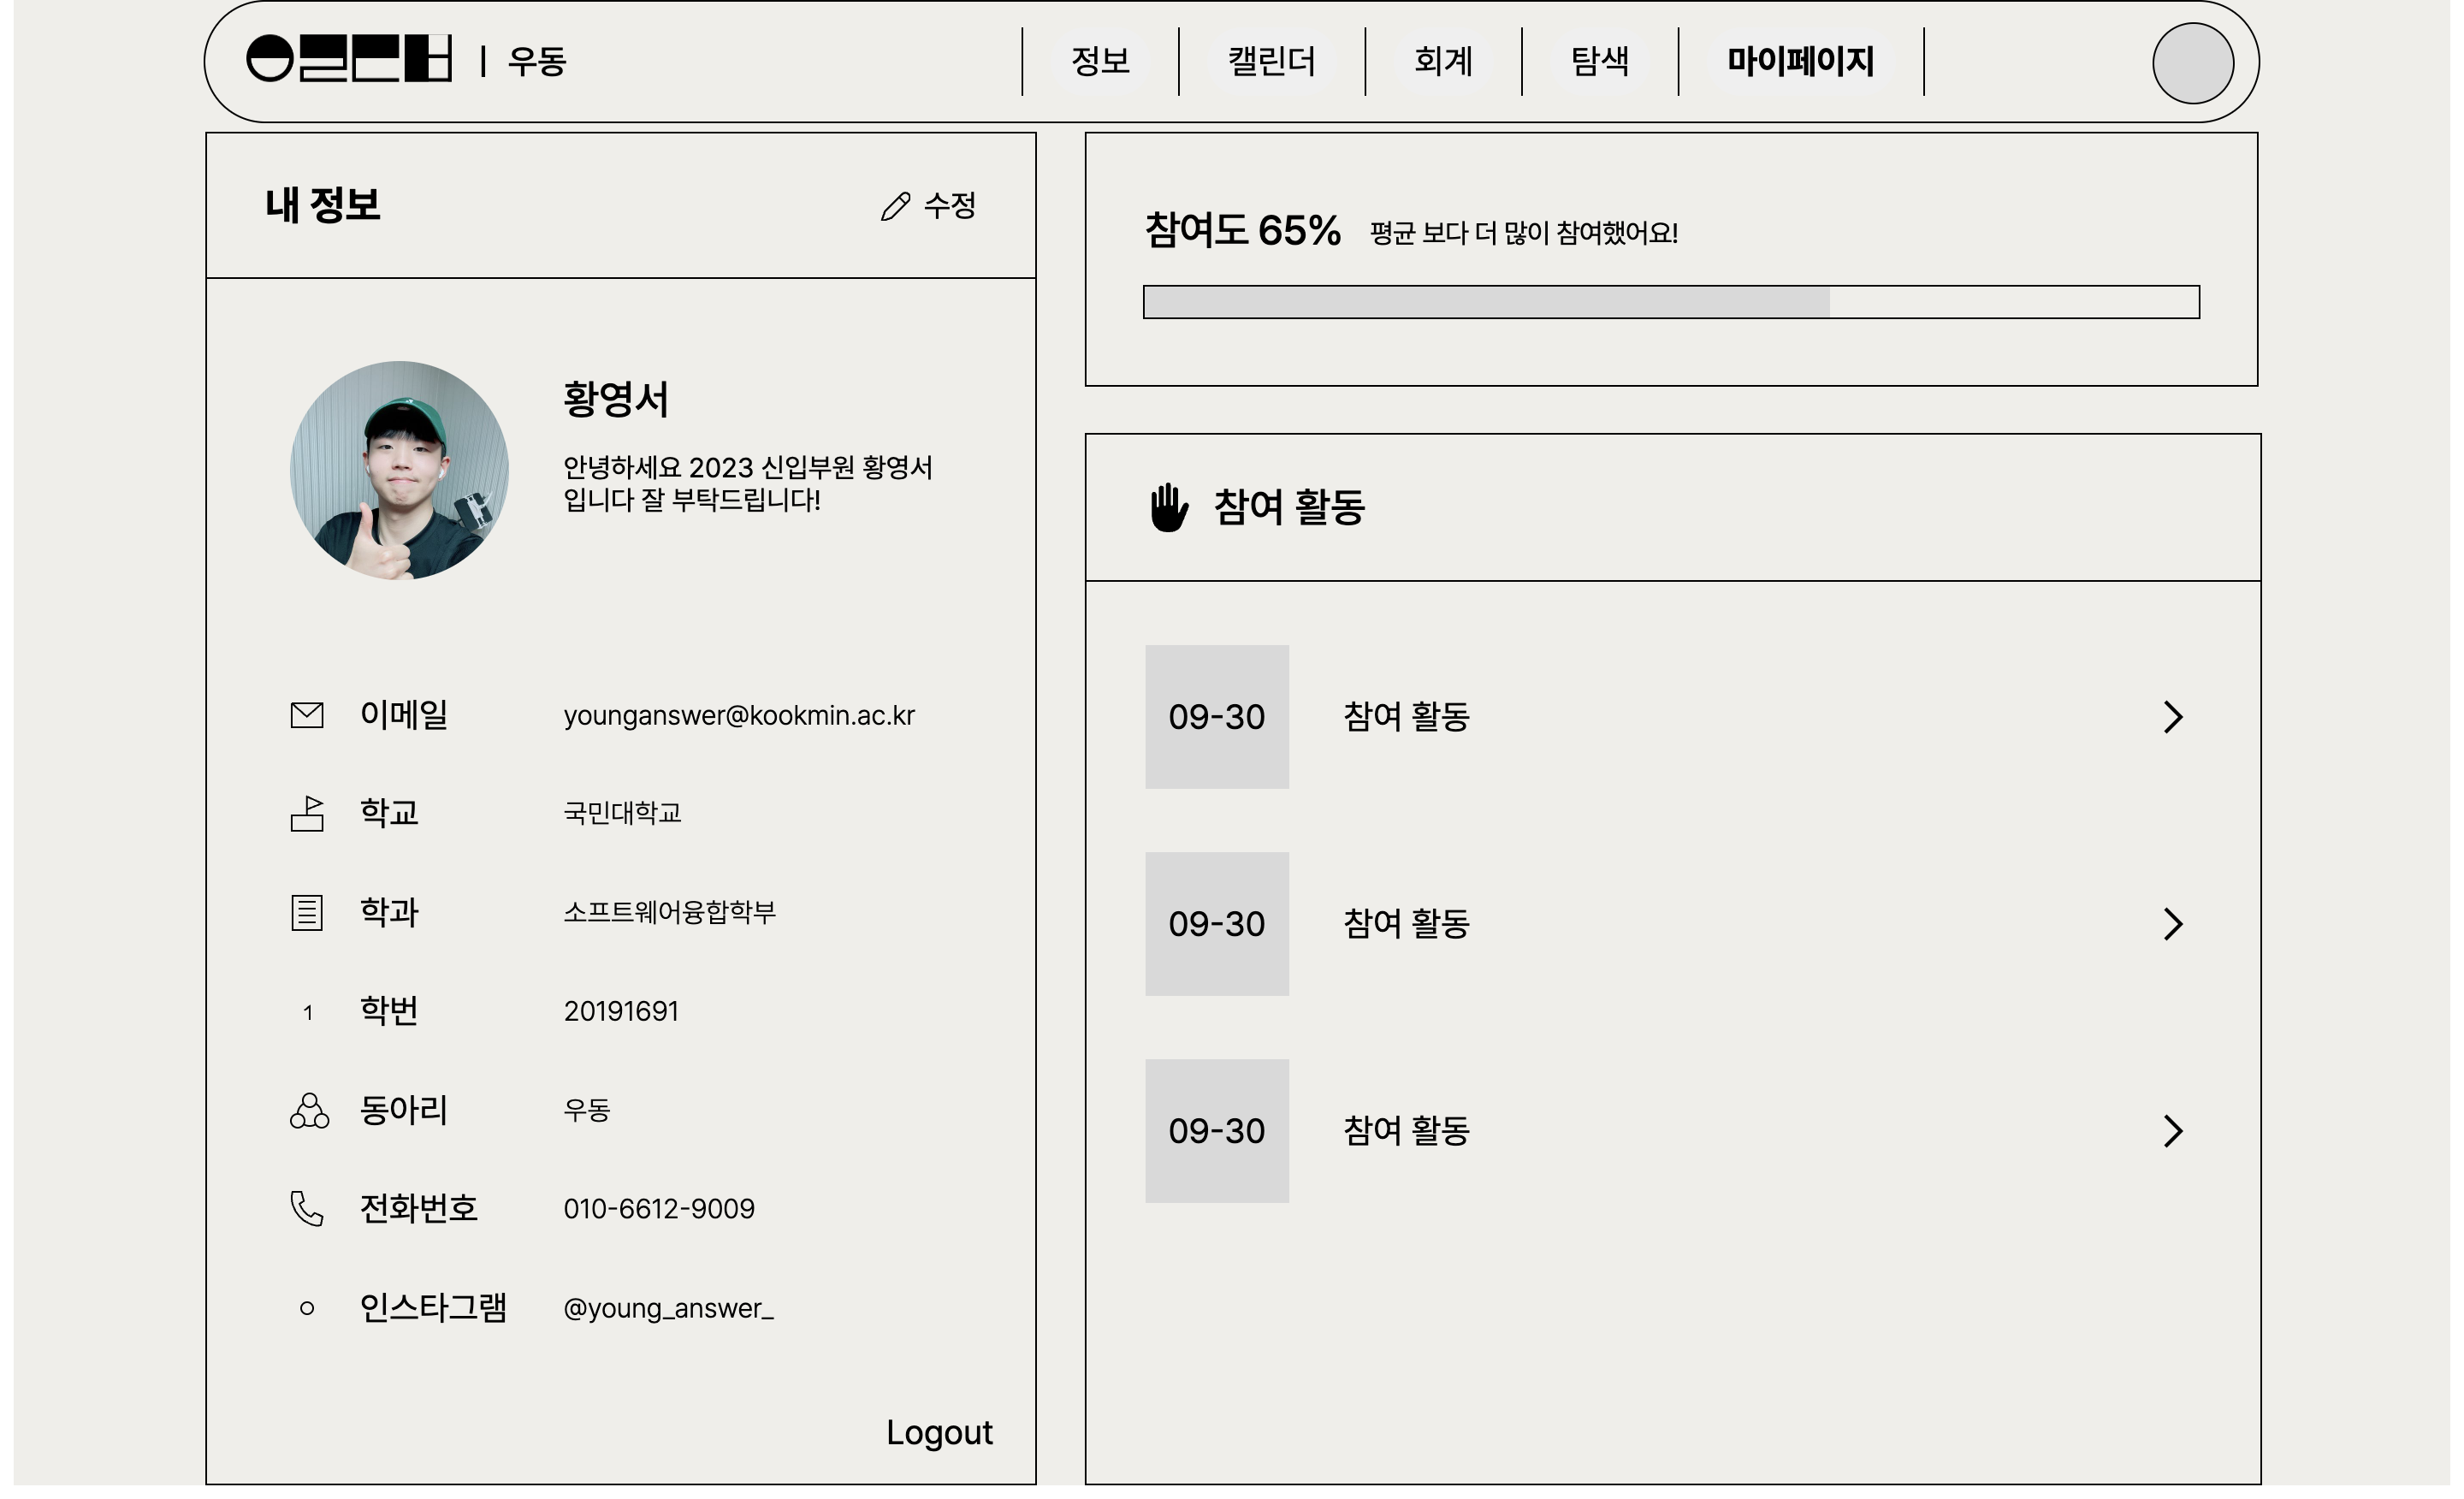 우동
정보
캘린더
회계
탐색
마이페이지
내 정보
수정
황영서
안녕하세요 2023 신입부원 황영서
입니다 잘 부탁드립니다!
이메일 younganswer@kookmin.ac.kr
학교 국민대학교
학과 소프트웨어융합학부
1 학번 20191691
동아리 우동
전화번호 010-6612-9009
인스타그램 @young_answer_
Logout
참여도 65% 평균 보다 더 많이 참여했어요!
참여 활동
09-30 참여 활동
09-30 참여 활동
09-30 참여 활동